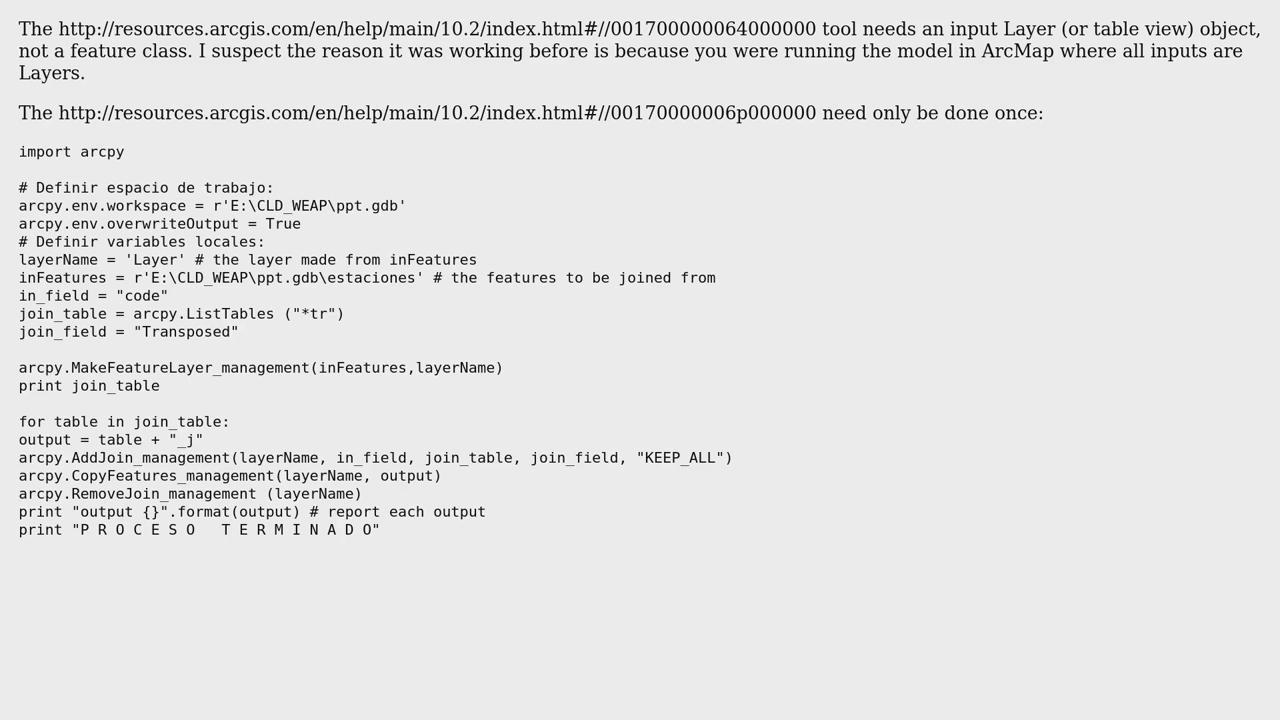 The http://resources.arcgis.com/en/help/main/10.2/index.html#//001700000064000000 tool needs an input Layer (or table view) object,
not a feature class. I suspect the reason it was working before is because you were running the model in ArcMap where all inputs are
Layers.
The http://resources.arcgis.com/en/help/main/10.2/index.html#//00170000006p000000 need only be done once:
import arcpy
# Definir espacio de trabajo:
arcpy.env.workspace = r'E:\CLD_WEAP\ppt.gdb'
arcpy.env.overwriteOutput = True
# Definir variables locales:
layerName = 'Layer' # the layer made from inFeatures
inFeatures = r'E:\CLD_WEAP\ppt.gdb\estaciones' # the features to be joined from
in_field = "code"
join_table = arcpy.ListTables ("*tr")
join_field = "Transposed"
arcpy.MakeFeatureLayer_management(inFeatures,layerName)
print join_table
for table in join_table:
output = table + "_j"
arcpy.AddJoin_management(layerName, in_field, join_table, join_field, "KEEP_ALL")
arcpy.CopyFeatures_management(layerName, output)
arcpy.RemoveJoin_management (layerName)
print "output {}".format(output) # report each output
print "P R O C E S O   T E R M I N A D O"